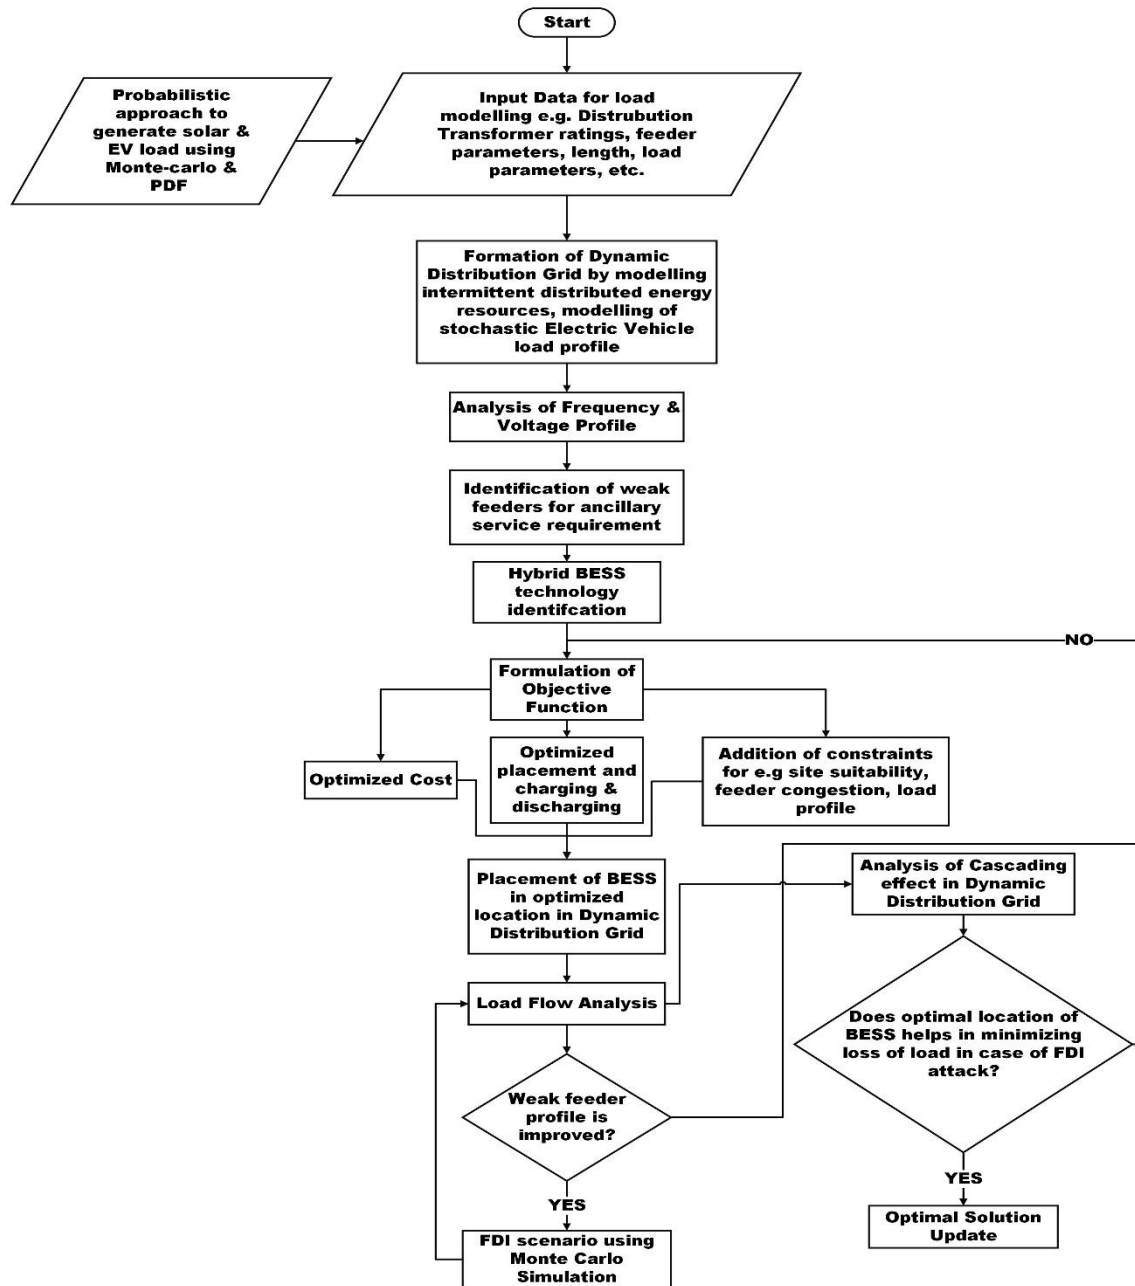 Start
Probabilistic
approach to
generate solar &
EV load using
Monte-carlo &
PDF
Input Data for load
modelling e.g. Distrubution
Transformer ratings, feeder
parameters, length, load
parameters, etc.
Formation of Dynamic
Distribution Grid by modelling
intermittent distributed energy
resources, modelling of
stochastic Electric Vehicle
load profile
Analysis of Frequency &
Voltage Profile
Identification of weak
feeders for ancillary
service requirement
Hybrid BESS
technology
identifcation
NO
Formulation of
Objective
Function
Optimized Cost
Optimized
placement and
charging &
discharging
Addition of constraints
for e.g site suitability,
feeder congestion, load
profile
Placement of BESS
in optimized
location in Dynamic
Distribution Grid
Analysis of Cascading
effect in Dynamic
Distribution Grid
Load Flow Analysis
Does optimal location of
BESS helps in minimizing
loss of load in case of FDI
attack?
Weak feeder
profile is
improved?
YES
YES
FDI scenario using
Monte Carlo
Simulation
Optimal Solution
Update